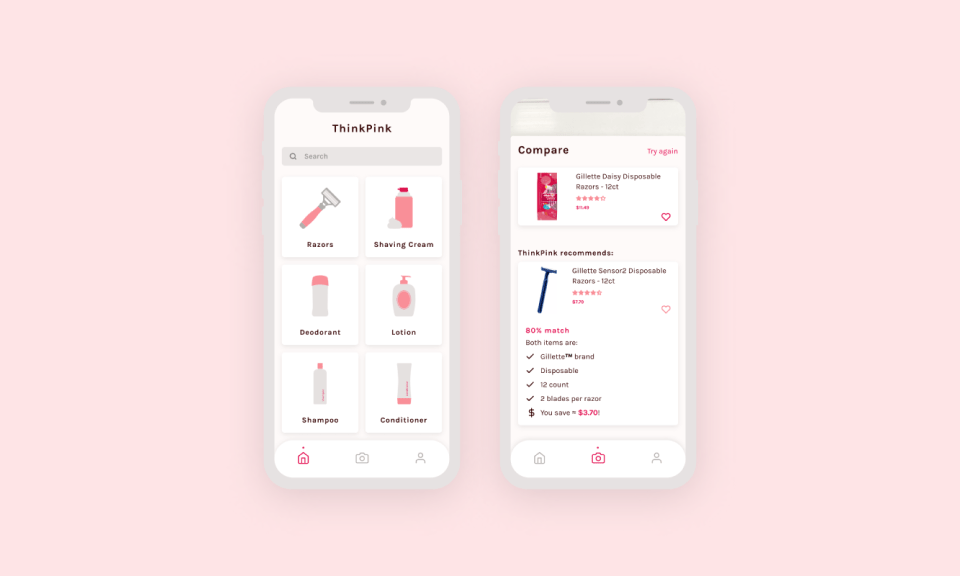 ThinkPink
Search
Razors
Shaving Cream
Deodorant
Lotion
Shampoo
Conditioner
Compare
Try again
Gillette Daisy Disposable
Razors - 12ct
$11.49
ThinkPink recommends:
Gillette Sensor2 Disposable
Razors - 12ct
$7.79
80% match
Both items are:
Gillette™ brand
Disposable
12 count
2 blades per razor
$ You save = $3.70!